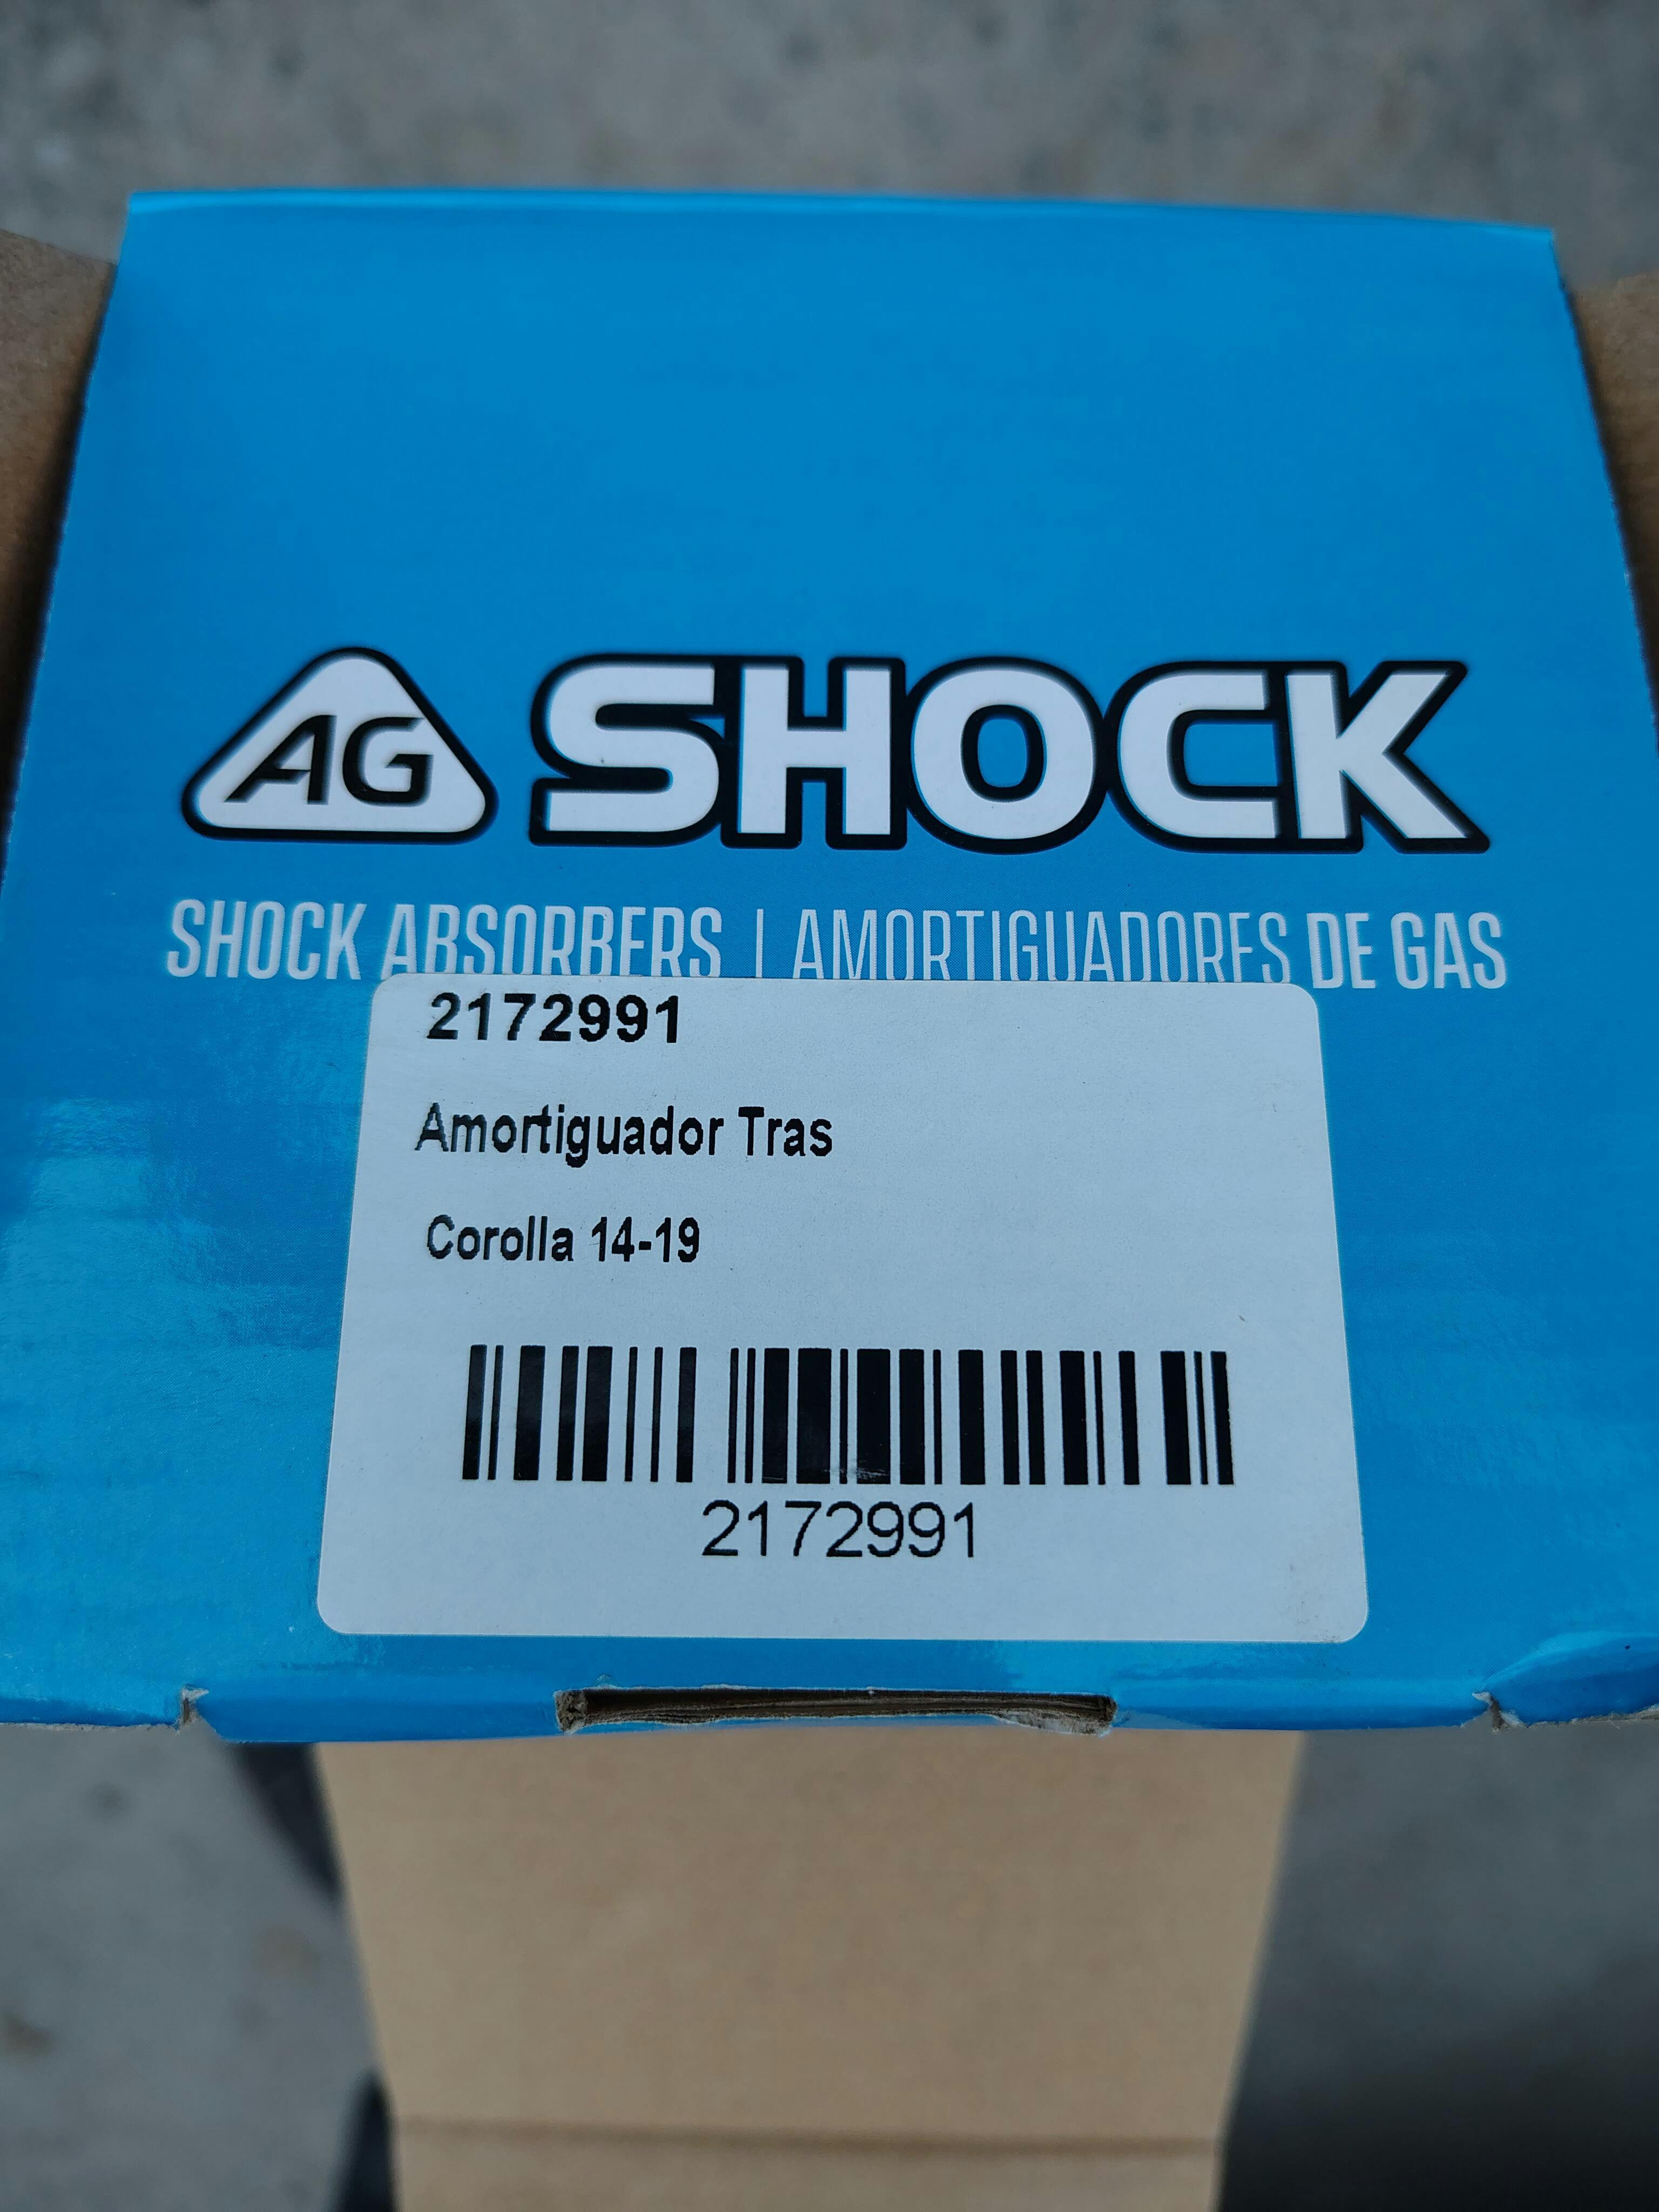 AG SHOCK
SHOCK ABSORBERS | AMORTIGUADORES DE GAS
2172991
Amortiguador Tras
Corolla 14-19
2172991